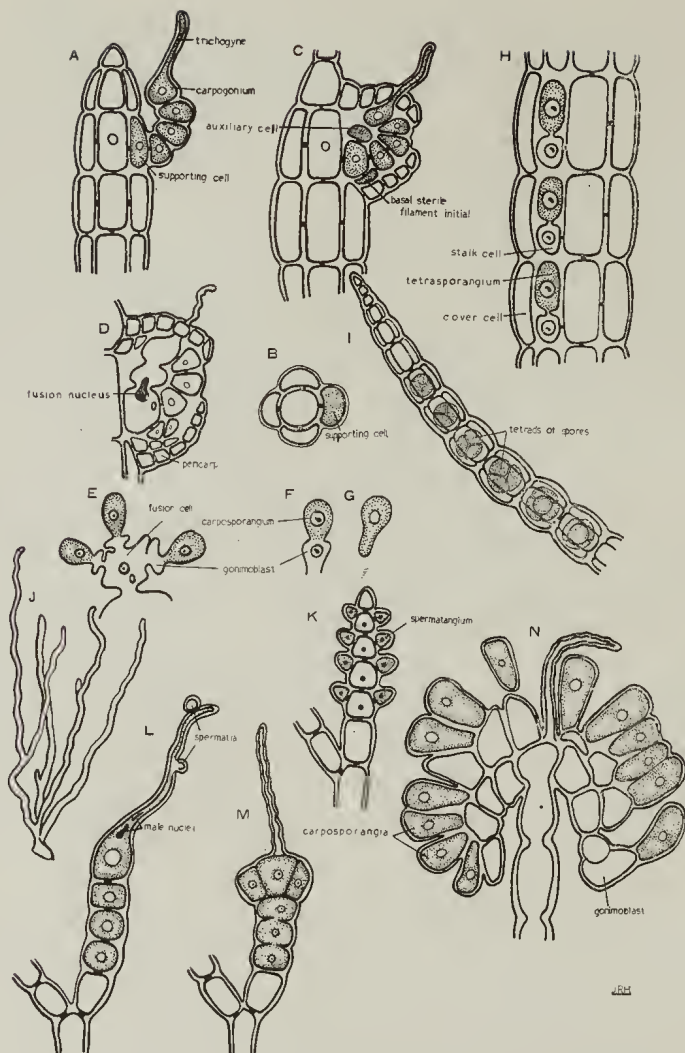 A
trichogyne
carpogonium
supporting cell
C
auxiliary cell
basal sterile
filament initial
H
stalk cell
tetrasporangium
cover cell
D
fusion nucleus
pericarp
B
supporting cell
I
tetrads of spores
E
fusion cell
carposporangium
gonimoblast
F
G
J
K
spermatangium
L
spermatia
male nuclei
M
N
carposporangia
gonimoblast
JRH